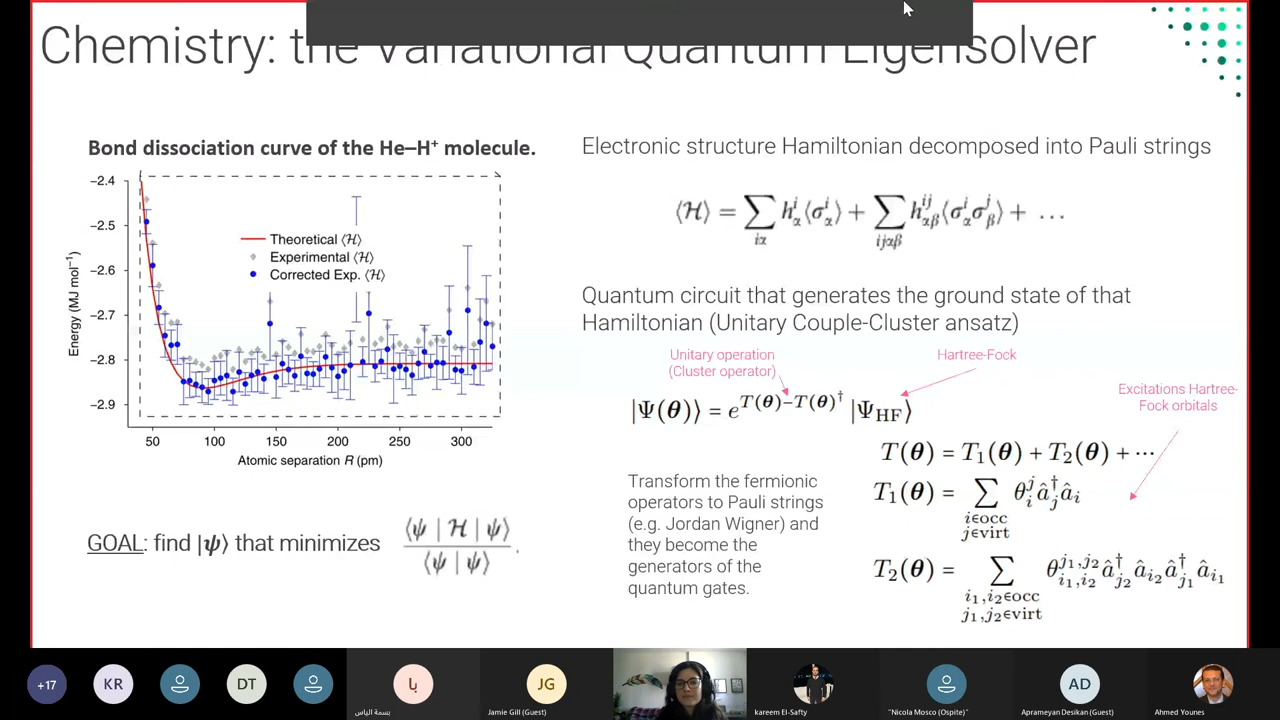 Chemistry: the Variational Quantum Eigensolver
Bond dissociation curve of the He–H⁺ molecule.
−2.4
−2.5
−2.6
−2.7
−2.8
−2.9
Energy (MJ mol⁻¹)
Theoretical ⟨ℋ⟩
Experimental ⟨ℋ⟩
Corrected Exp. ⟨ℋ⟩
50 100 150 200 250 300
Atomic separation R (pm)
GOAL: find |ψ⟩ that minimizes ⟨ψ | ℋ | ψ⟩ / ⟨ψ | ψ⟩.
Electronic structure Hamiltonian decomposed into Pauli strings
⟨ℋ⟩ = ∑_{iα} h^i_α⟨σ^i_α⟩ + ∑_{ijαβ} h^{ij}_{αβ}⟨σ^i_α σ^j_β⟩ + …
Quantum circuit that generates the ground state of that
Hamiltonian (Unitary Couple-Cluster ansatz)
Unitary operation
(Cluster operator)
Hartree-Fock
Excitations Hartree-
Fock orbitals
|Ψ(θ)⟩ = e^{T(θ)−T(θ)†} |Ψ_HF⟩
T(θ) = T₁(θ) + T₂(θ) + ⋯
T₁(θ) = ∑_{i∈occ j∈virt} θ^j_i â†_j â_i
T₂(θ) = ∑_{i₁,i₂∈occ j₁,j₂∈virt} θ^{j₁,j₂}_{i₁,i₂} â†_{j₂} â_{i₂} â†_{j₁} â_{i₁}
Transform the fermionic
operators to Pauli strings
(e.g. Jordan Wigner) and
they become the
generators of the
quantum gates.
+17
KR
DT
با
بسمة الياس
JG
Jamie Gill (Guest)
kareem El-Safty
"Nicola Mosco (Ospite)"
AD
Aprameyan Desikan (Guest)
Ahmed Younes